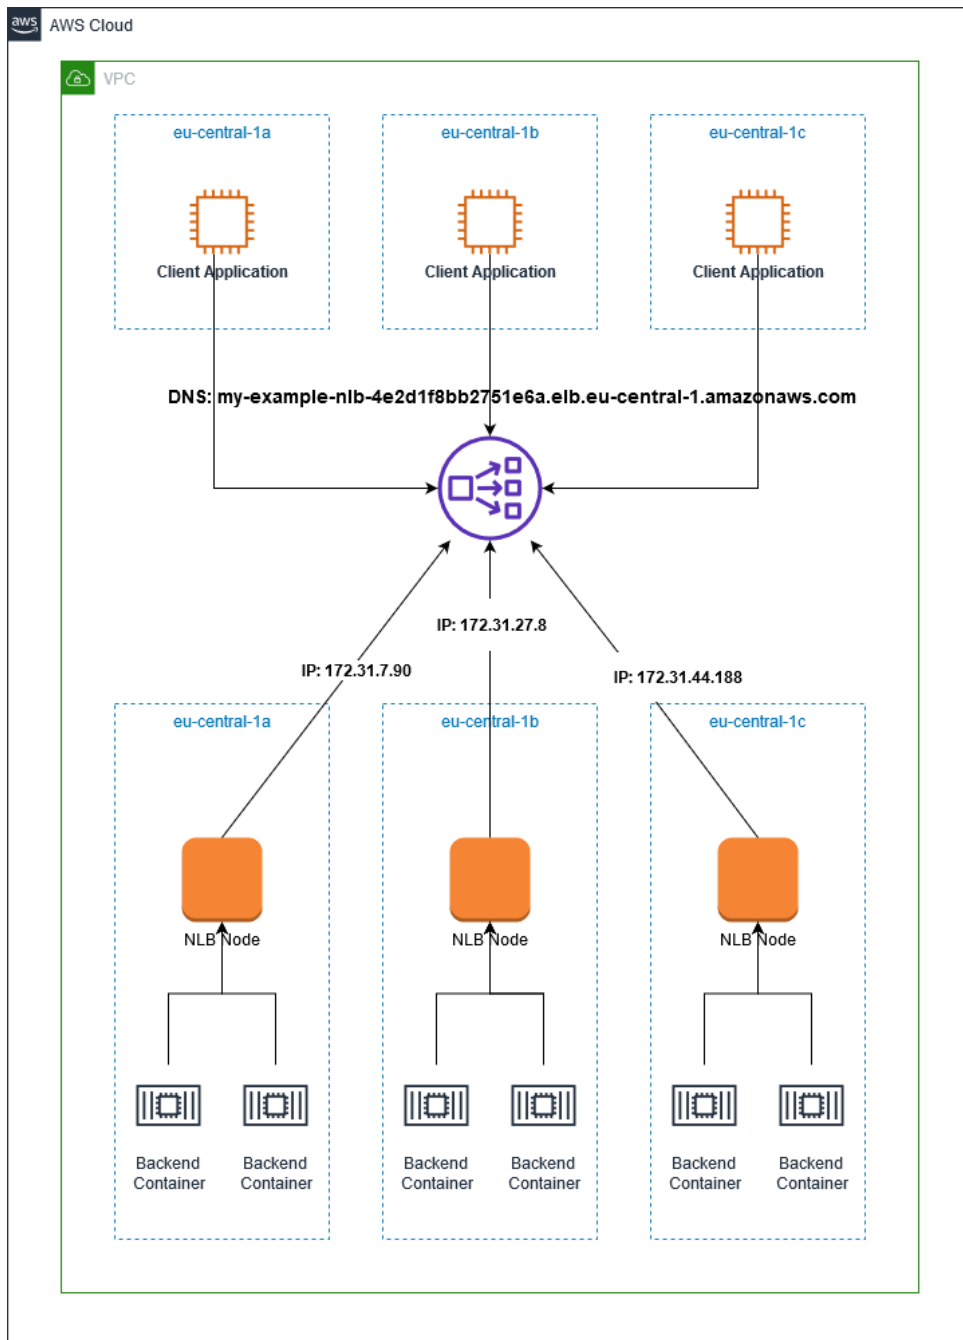 aws
AWS Cloud
VPC
eu-central-1a
eu-central-1b
eu-central-1c
Client Application
Client Application
Client Application
DNS: my-example-nlb-4e2d1f8bb2751e6a.elb.eu-central-1.amazonaws.com
IP: 172.31.27.8
IP: 172.31.7.90
IP: 172.31.44.188
eu-central-1a
eu-central-1b
eu-central-1c
NLB Node
NLB Node
NLB Node
Backend
Container
Backend
Container
Backend
Container
Backend
Container
Backend
Container
Backend
Container